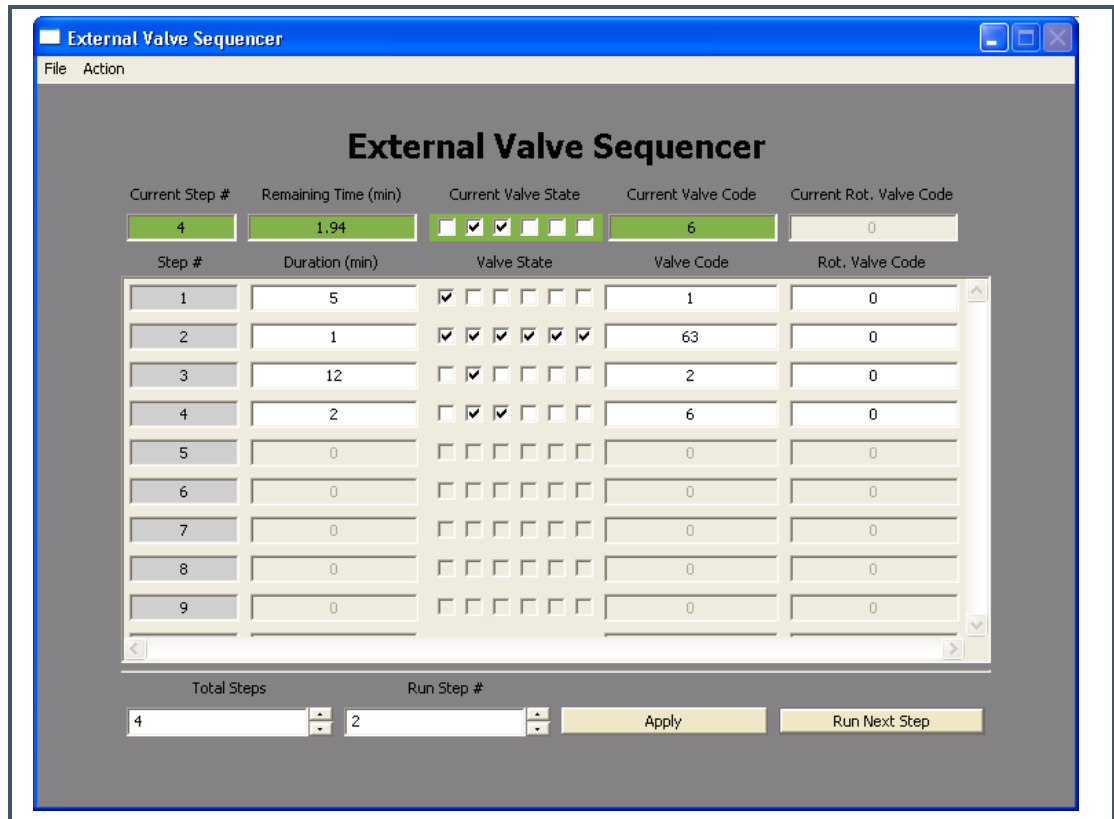 External Valve Sequencer
File Action
External Valve Sequencer
Current Step # Remaining Time (min) Current Valve State Current Valve Code Current Rot. Valve Code
4 1.94 6 0
Step # Duration (min) Valve State Valve Code Rot. Valve Code
1 5 1 0
2 1 63 0
3 12 2 0
4 2 6 0
5 0 0 0
6 0 0 0
7 0 0 0
8 0 0 0
9 0 0 0
Total Steps Run Step #
4 2 Apply Run Next Step